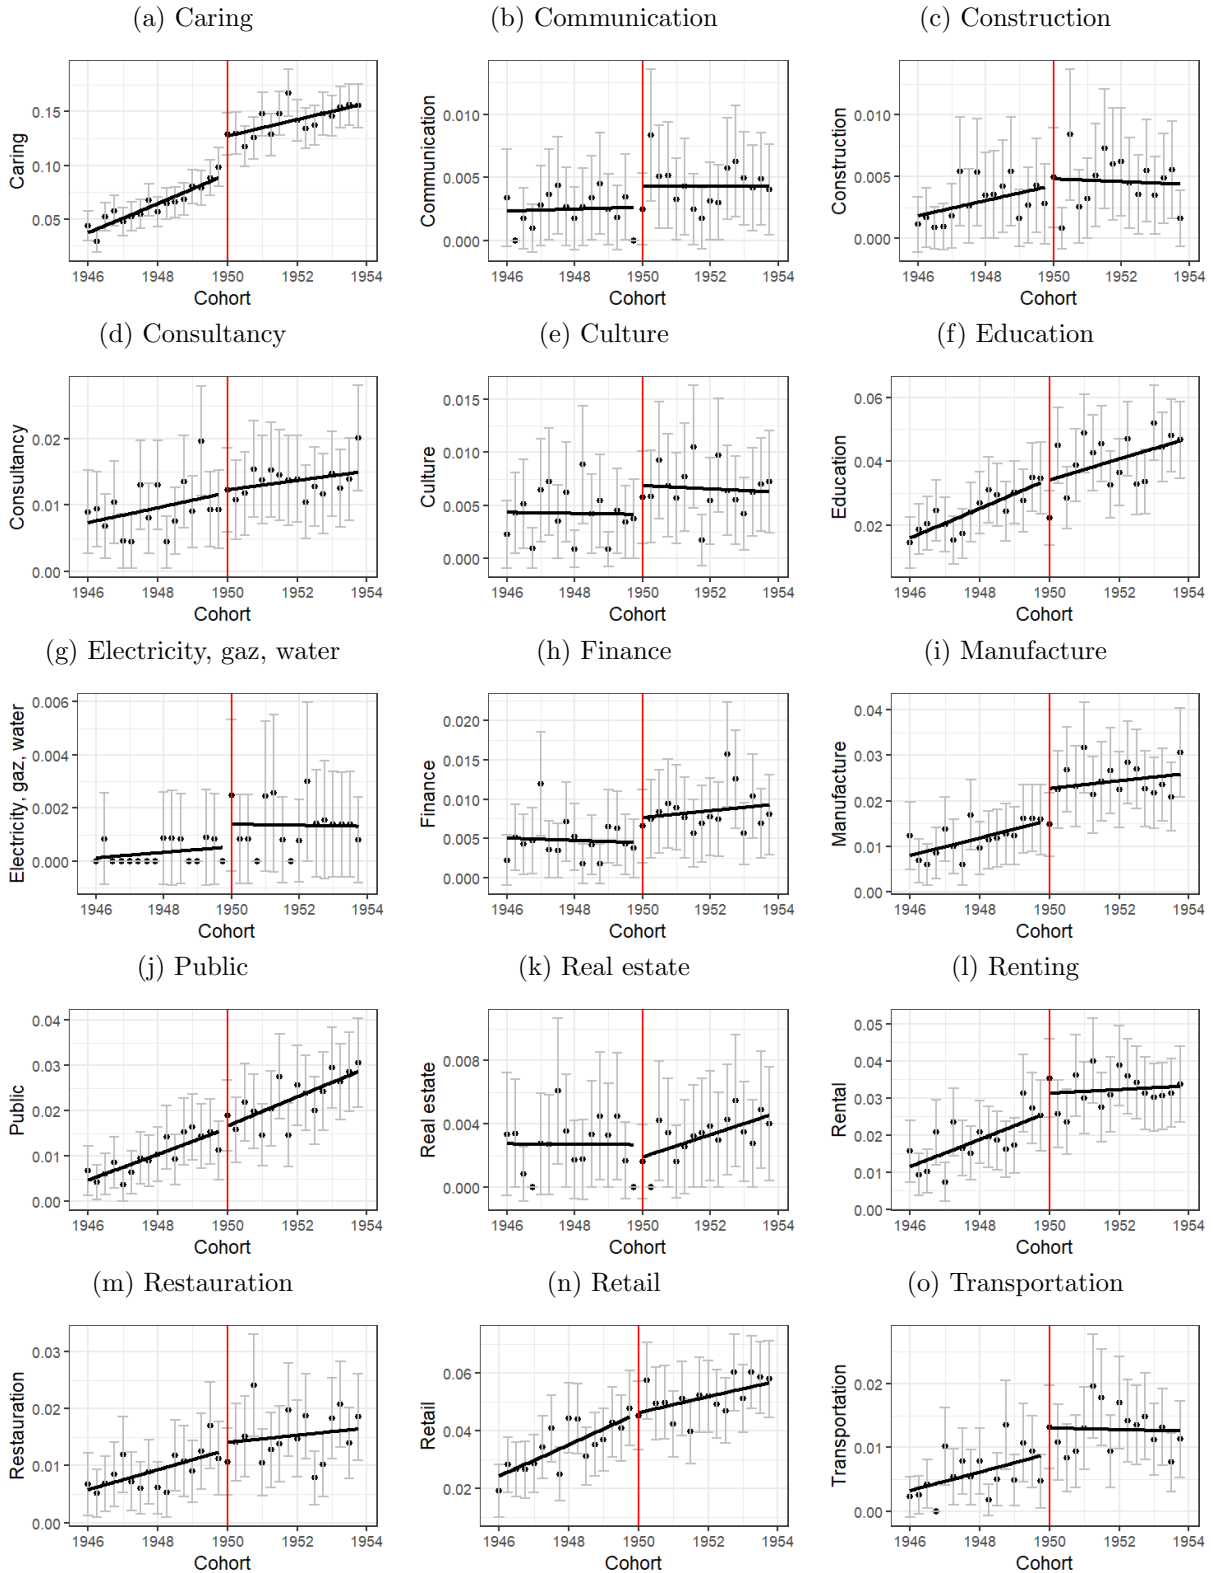 (a) Caring (b) Communication (c) Construction
0.15
0.10
0.05
Caring
1946 1948 1950 1952 1954
Cohort
0.010
0.005
0.000
Communication
1946 1948 1950 1952 1954
Cohort
0.010
0.005
0.000
Construction
1946 1948 1950 1952 1954
Cohort
(d) Consultancy (e) Culture (f) Education
0.02
0.01
0.00
Consultancy
1946 1948 1950 1952 1954
Cohort
0.015
0.010
0.005
0.000
Culture
1946 1948 1950 1952 1954
Cohort
0.06
0.04
0.02
Education
1946 1948 1950 1952 1954
Cohort
(g) Electricity, gaz, water (h) Finance (i) Manufacture
0.006
0.004
0.002
0.000
Electricity, gaz, water
1946 1948 1950 1952 1954
Cohort
0.020
0.015
0.010
0.005
0.000
Finance
1946 1948 1950 1952 1954
Cohort
0.04
0.03
0.02
0.01
0.00
Manufacture
1946 1948 1950 1952 1954
Cohort
(j) Public (k) Real estate (l) Renting
0.04
0.03
0.02
0.01
0.00
Public
1946 1948 1950 1952 1954
Cohort
0.008
0.004
0.000
Real estate
1946 1948 1950 1952 1954
Cohort
0.05
0.04
0.03
0.02
0.01
0.00
Rental
1946 1948 1950 1952 1954
Cohort
(m) Restauration (n) Retail (o) Transportation
0.03
0.02
0.01
0.00
Restauration
1946 1948 1950 1952 1954
Cohort
0.06
0.04
0.02
Retail
1946 1948 1950 1952 1954
Cohort
0.02
0.01
0.00
Transportation
1946 1948 1950 1952 1954
Cohort